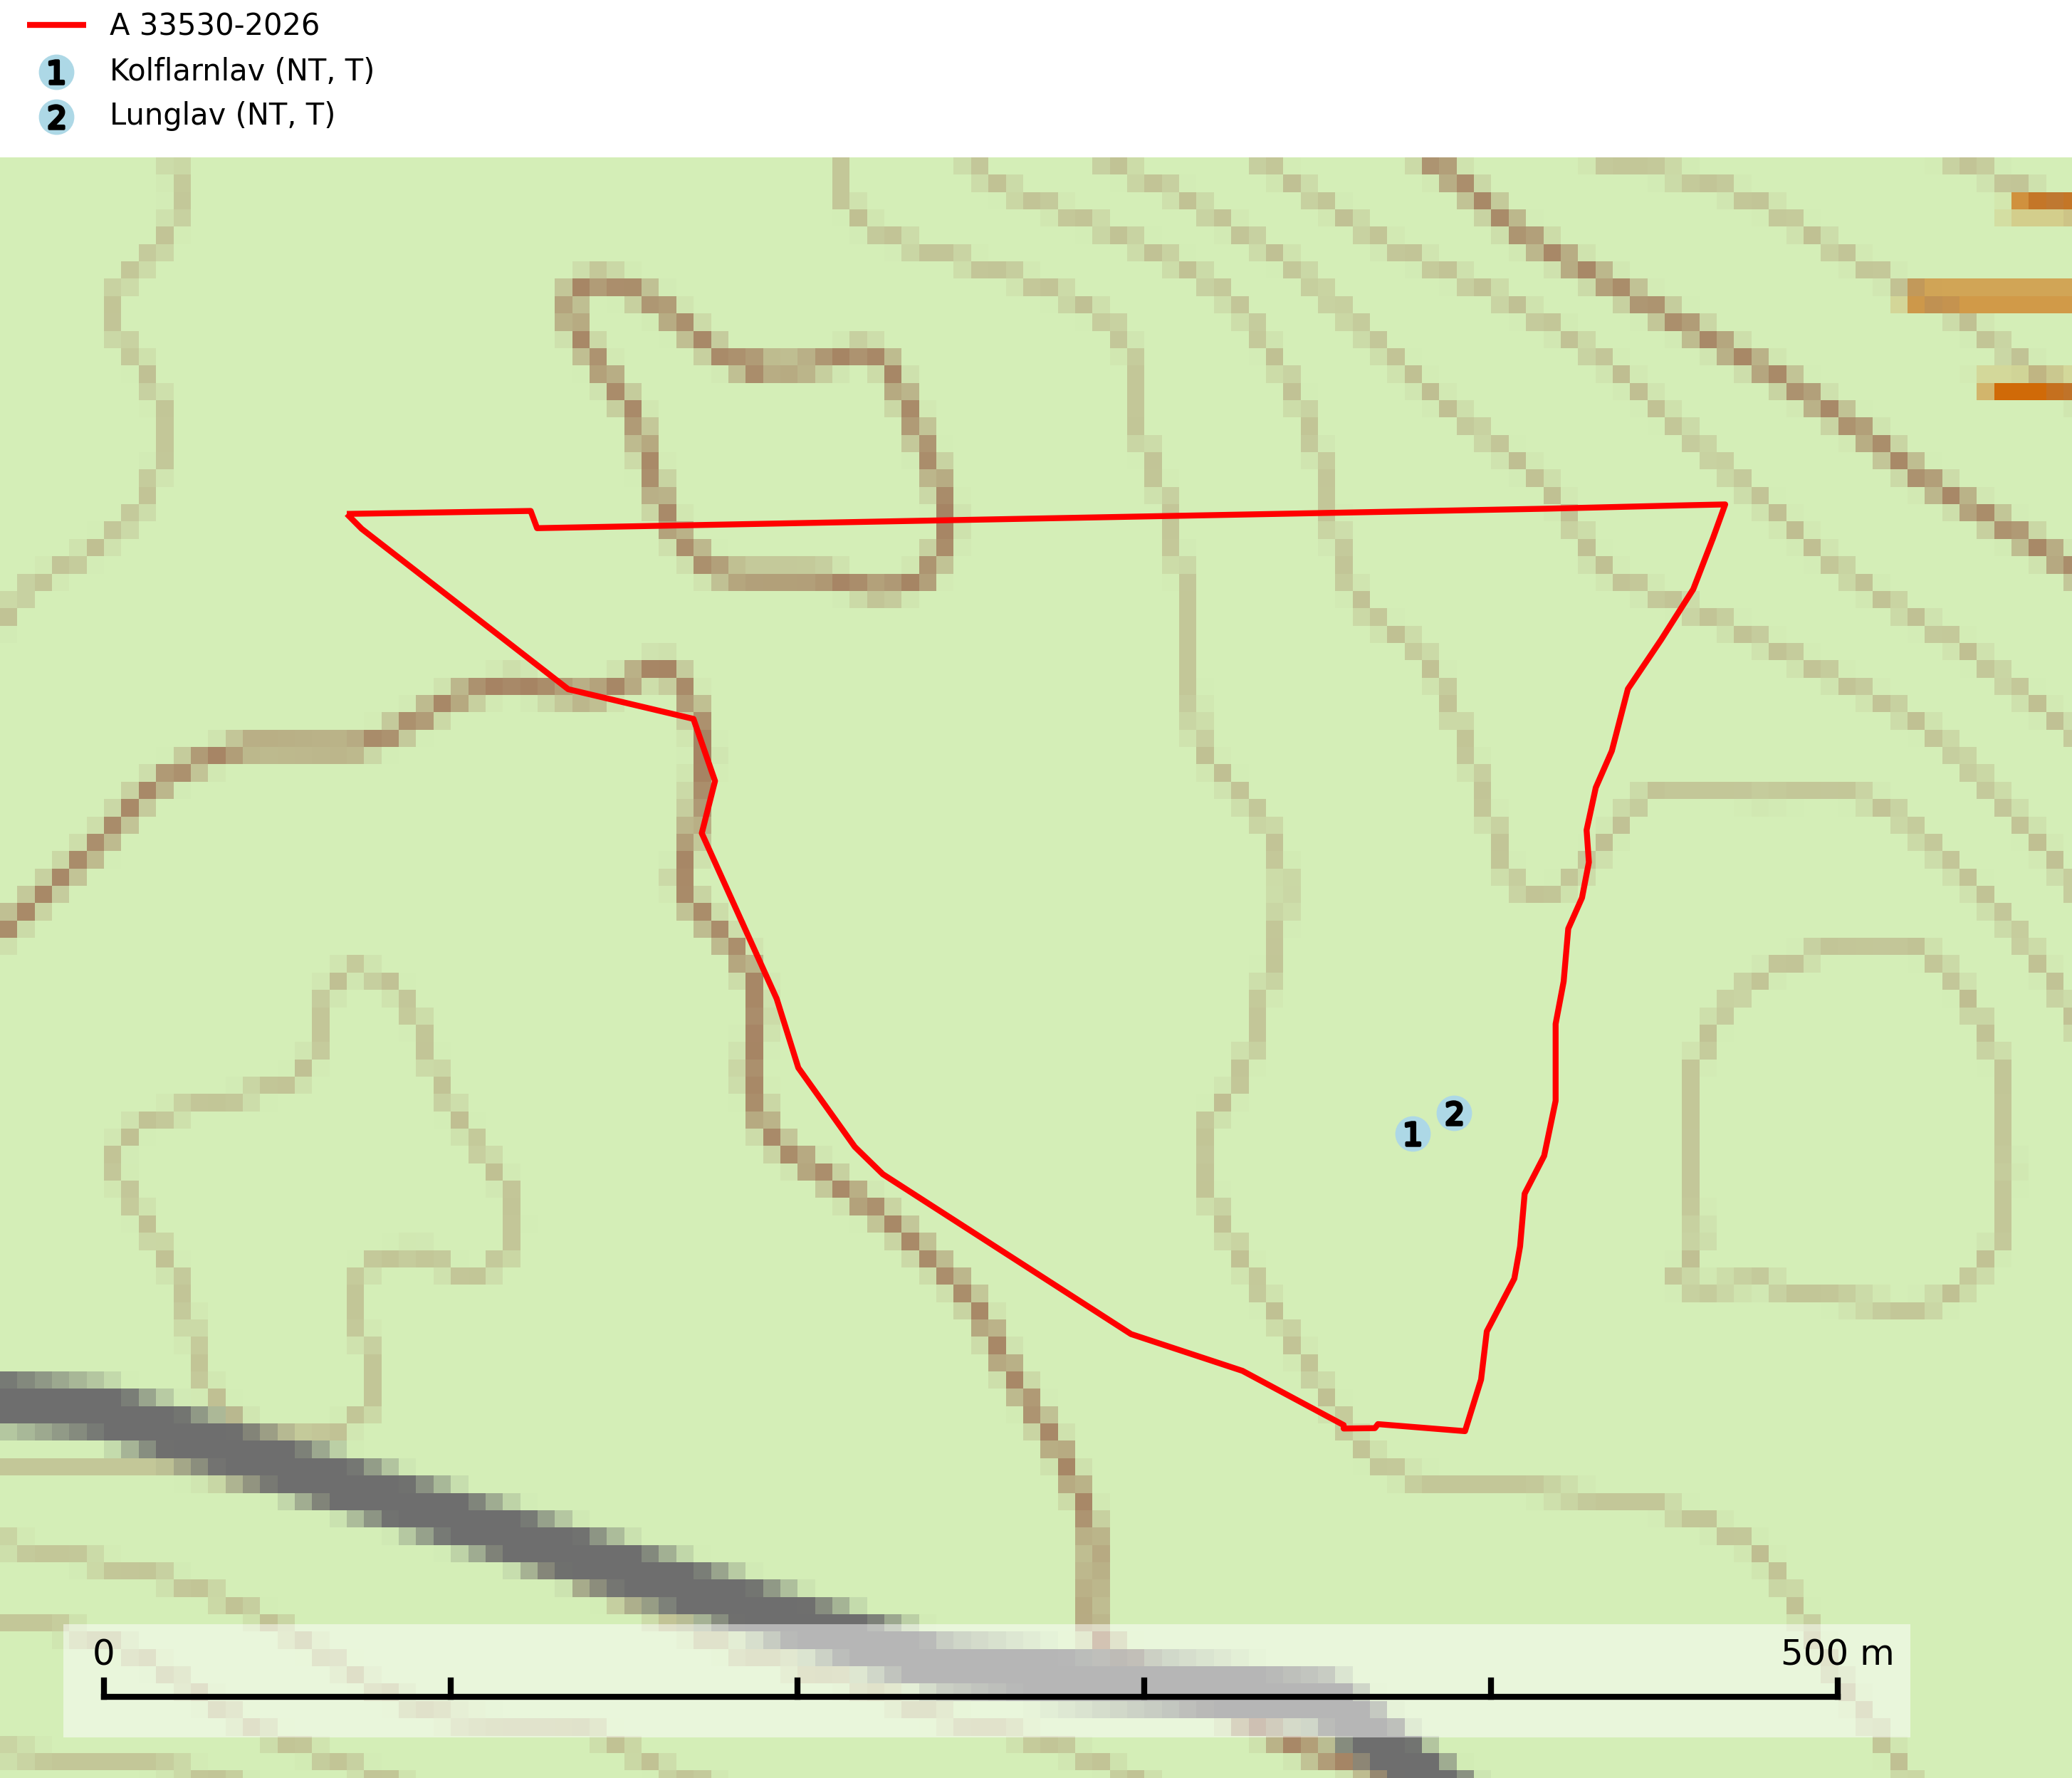 A 33530-2026
1 Kolflarnlav (NT, T)
2 Lunglav (NT, T)
2
1
0 500 m